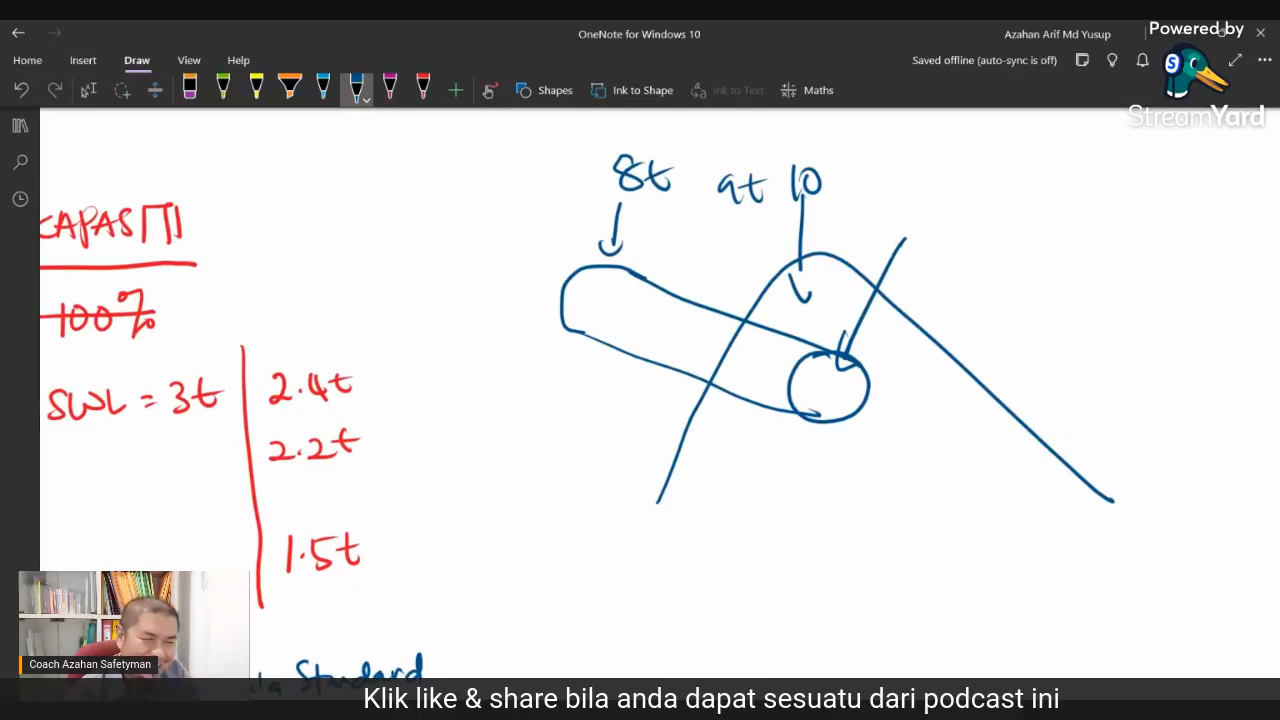 OneNote for Windows 10
Azahan Arif Md Yusup
Powered by
StreamYard
Home Insert Draw View Help
Saved offline (auto-sync is off)
Shapes Ink to Shape Ink to Text Maths
8t at 10
KAPASITI
100%
SWL = 3t 2.4t
2.2t
1.5t
Standard
Coach Azahan Safetyman
Klik like & share bila anda dapat sesuatu dari podcast ini